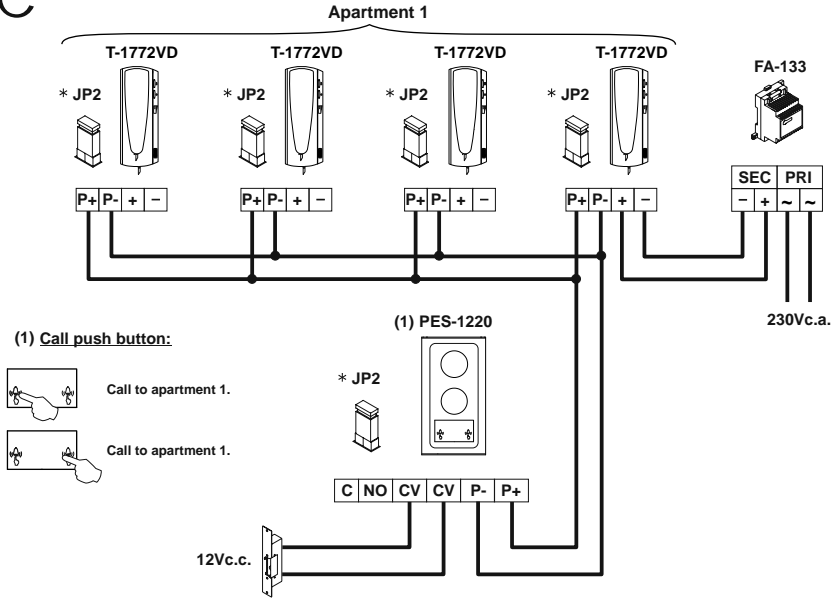 C
Apartment 1
T-1772VD T-1772VD T-1772VD T-1772VD
FA-133
* JP2 * JP2 * JP2 * JP2
SEC PRI
P+ P- + – P+ P- + – P+ P- + – P+ P- + – – + ~ ~
230Vc.a.
(1) PES-1220
(1) Call push button:
* JP2
Call to apartment 1.
Call to apartment 1.
C NO CV CV P- P+
12Vc.c.